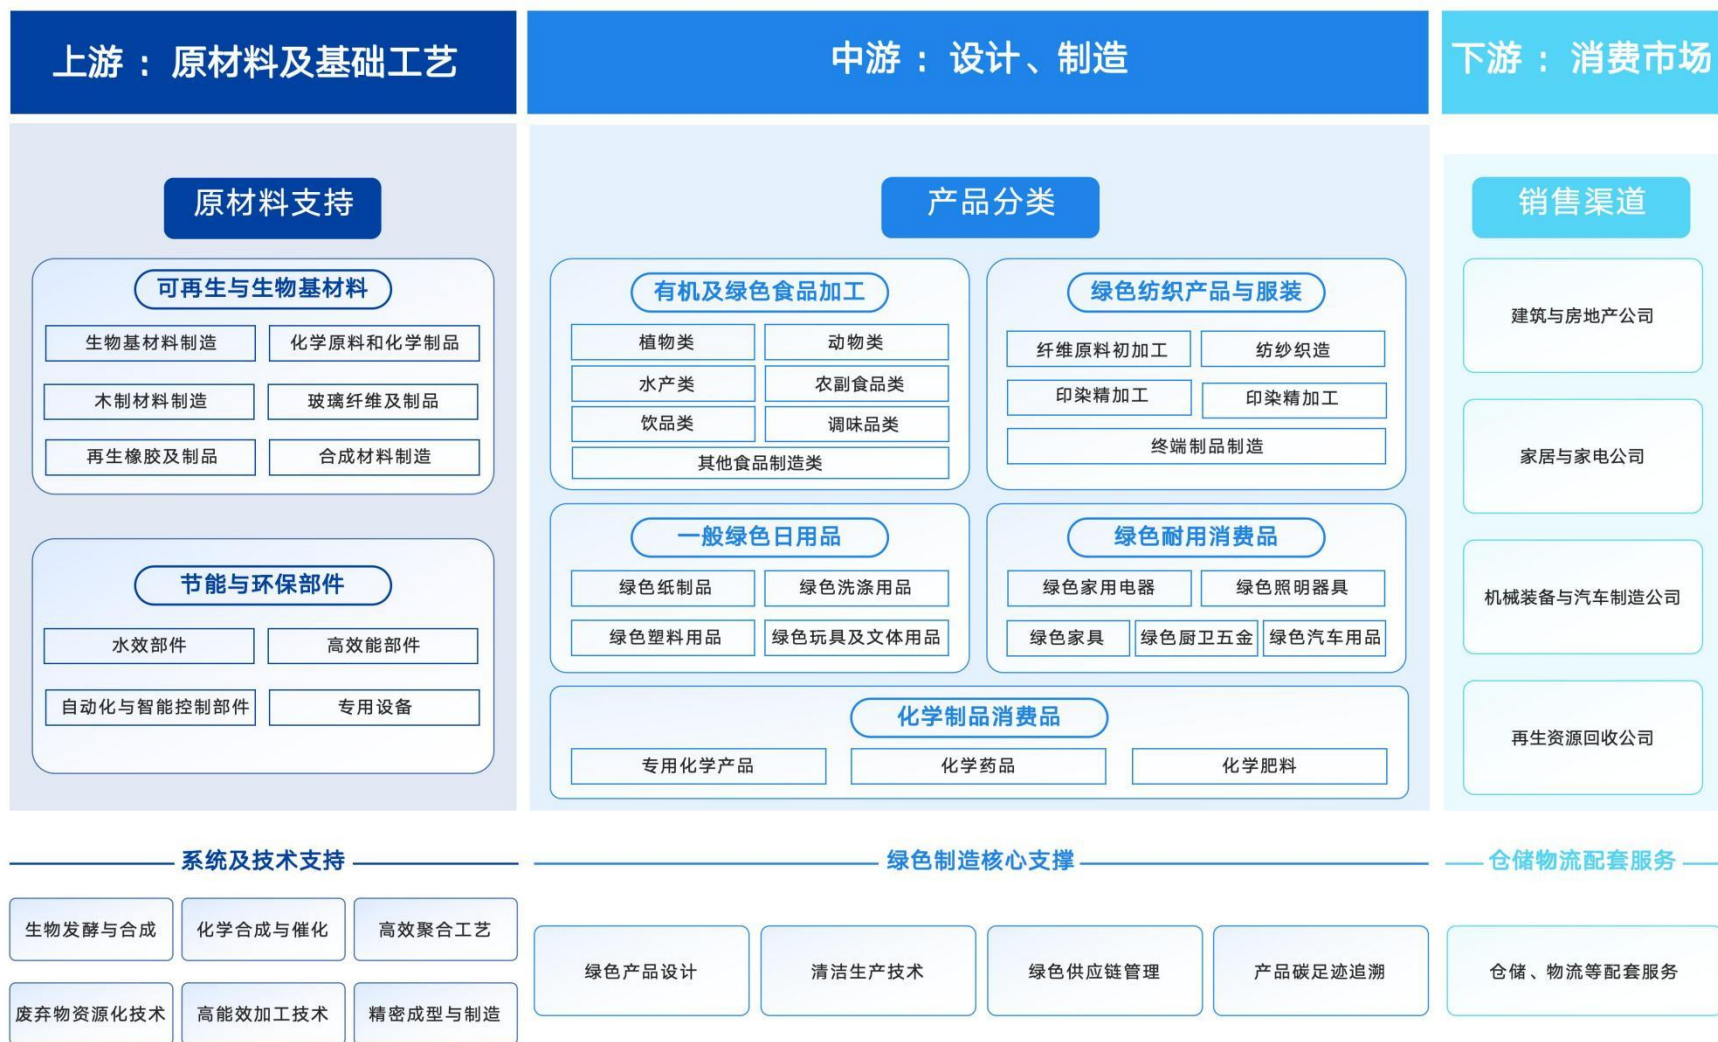 上游：原材料及基础工艺
中游：设计、制造
下游：消费市场
原材料支持
可再生与生物基材料
生物基材料制造
化学原料和化学制品
木制材料制造
玻璃纤维及制品
再生橡胶及制品
合成材料制造
节能与环保部件
水效部件
高效能部件
自动化与智能控制部件
专用设备
产品分类
有机及绿色食品加工
植物类
动物类
水产类
农副食品类
饮品类
调味品类
其他食品制造类
绿色纺织产品与服装
纤维原料初加工
纺纱织造
印染精加工
印染精加工
终端制品制造
一般绿色日用品
绿色纸制品
绿色洗涤用品
绿色塑料用品
绿色玩具及文体用品
绿色耐用消费品
绿色家用电器
绿色照明器具
绿色家具
绿色厨卫五金
绿色汽车用品
化学制品消费品
专用化学产品
化学药品
化学肥料
销售渠道
建筑与房地产公司
家居与家电公司
机械装备与汽车制造公司
再生资源回收公司
系统及技术支持
生物发酵与合成
化学合成与催化
高效聚合工艺
废弃物资源化技术
高能效加工技术
精密成型与制造
绿色制造核心支撑
绿色产品设计
清洁生产技术
绿色供应链管理
产品碳足迹追溯
仓储物流配套服务
仓储、物流等配套服务